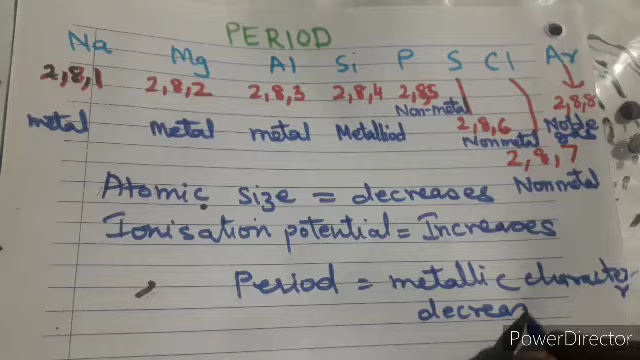 PERIOD
Na Mg Al Si P S Cl Ar
2,8,1 2,8,2 2,8,3 2,8,4 2,8,5 2,8,8
Non-metal
metal Metal metal Metalliod 2,8,6 Noble
Nonmetal gas
2,8,7
Atomic size = decreases Nonmetal
Ionisation potential = Increases
Period = metallic character
decreas
PowerDirector